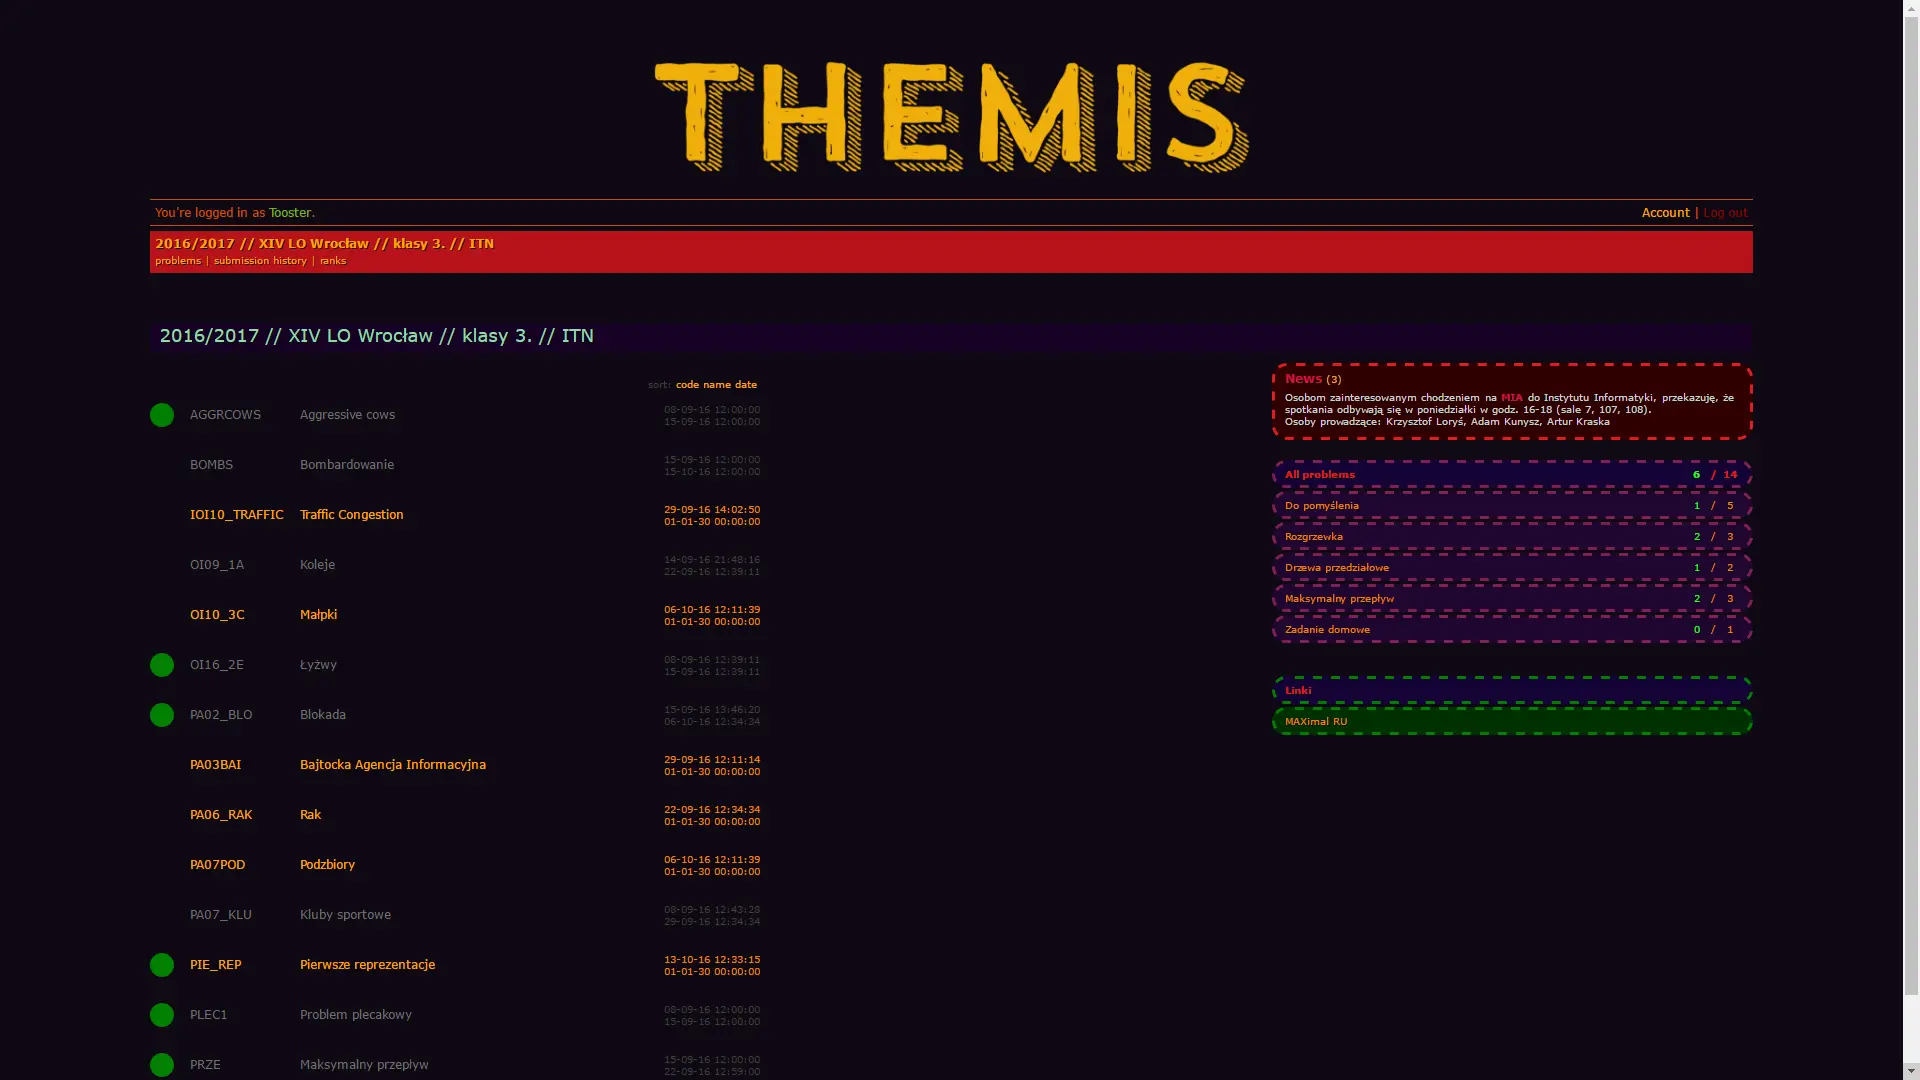 THEMIS
You're logged in as Tooster.
Account | Log out
2016/2017 // XIV LO Wrocław // klasy 3. // ITN
problems | submission history | ranks
2016/2017 // XIV LO Wrocław // klasy 3. // ITN
sort: code name date
AGGRCOWS Aggressive cows 08-09-16 12:00:00
15-09-16 12:00:00
BOMBS Bombardowanie 15-09-16 12:00:00
15-10-16 12:00:00
IOI10_TRAFFIC Traffic Congestion 29-09-16 14:02:50
01-01-30 00:00:00
OI09_1A Koleje 14-09-16 21:48:16
22-09-16 12:39:11
OI10_3C Małpki 06-10-16 12:11:39
01-01-30 00:00:00
OI16_2E Łyżwy 08-09-16 12:39:11
15-09-16 12:39:11
PA02_BLO Blokada 15-09-16 13:46:20
06-10-16 12:34:34
PA03BAI Bajtocka Agencja Informacyjna 29-09-16 12:11:14
01-01-30 00:00:00
PA06_RAK Rak 22-09-16 12:34:34
01-01-30 00:00:00
PA07POD Podzbiory 06-10-16 12:11:39
01-01-30 00:00:00
PA07_KLU Kluby sportowe 08-09-16 12:43:28
29-09-16 12:34:34
PIE_REP Pierwsze reprezentacje 13-10-16 12:33:15
01-01-30 00:00:00
PLEC1 Problem plecakowy 08-09-16 12:00:00
15-09-16 12:00:00
PRZE Maksymalny przepływ 15-09-16 12:00:00
22-09-16 12:59:00
News (3)
Osobom zainteresowanym chodzeniem na MIA do Instytutu Informatyki, przekazuję, że
spotkania odbywają się w poniedziałki w godz. 16-18 (sale 7, 107, 108).
Osoby prowadzące: Krzysztof Loryś, Adam Kunysz, Artur Kraska
All problems 6 / 14
Do pomyślenia 1 / 5
Rozgrzewka 2 / 3
Drzewa przedziałowe 1 / 2
Maksymalny przepływ 2 / 3
Zadanie domowe 0 / 1
Linki
MAXimal RU